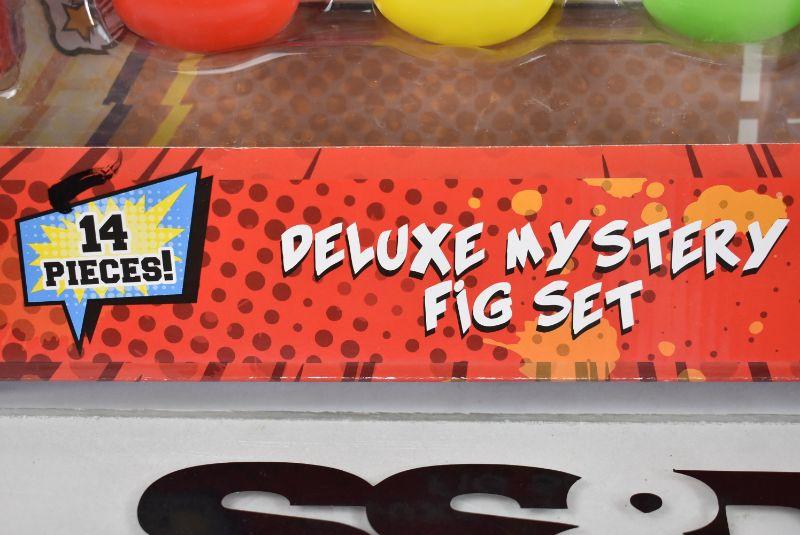 14
PIECES!
DELUXE MYSTERY
FiG SET